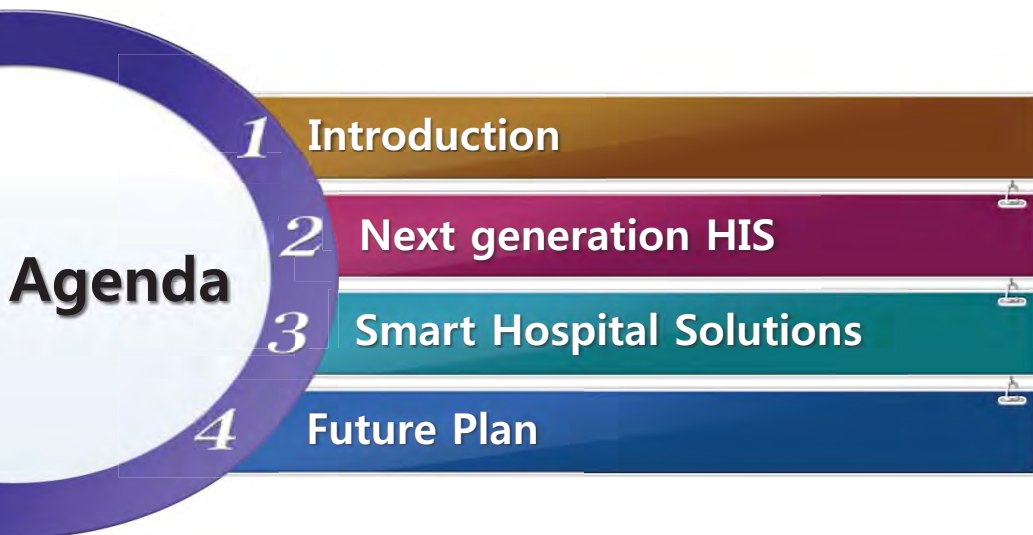 Agenda
1 Introduction
2 Next generation HIS
3 Smart Hospital Solutions
4 Future Plan